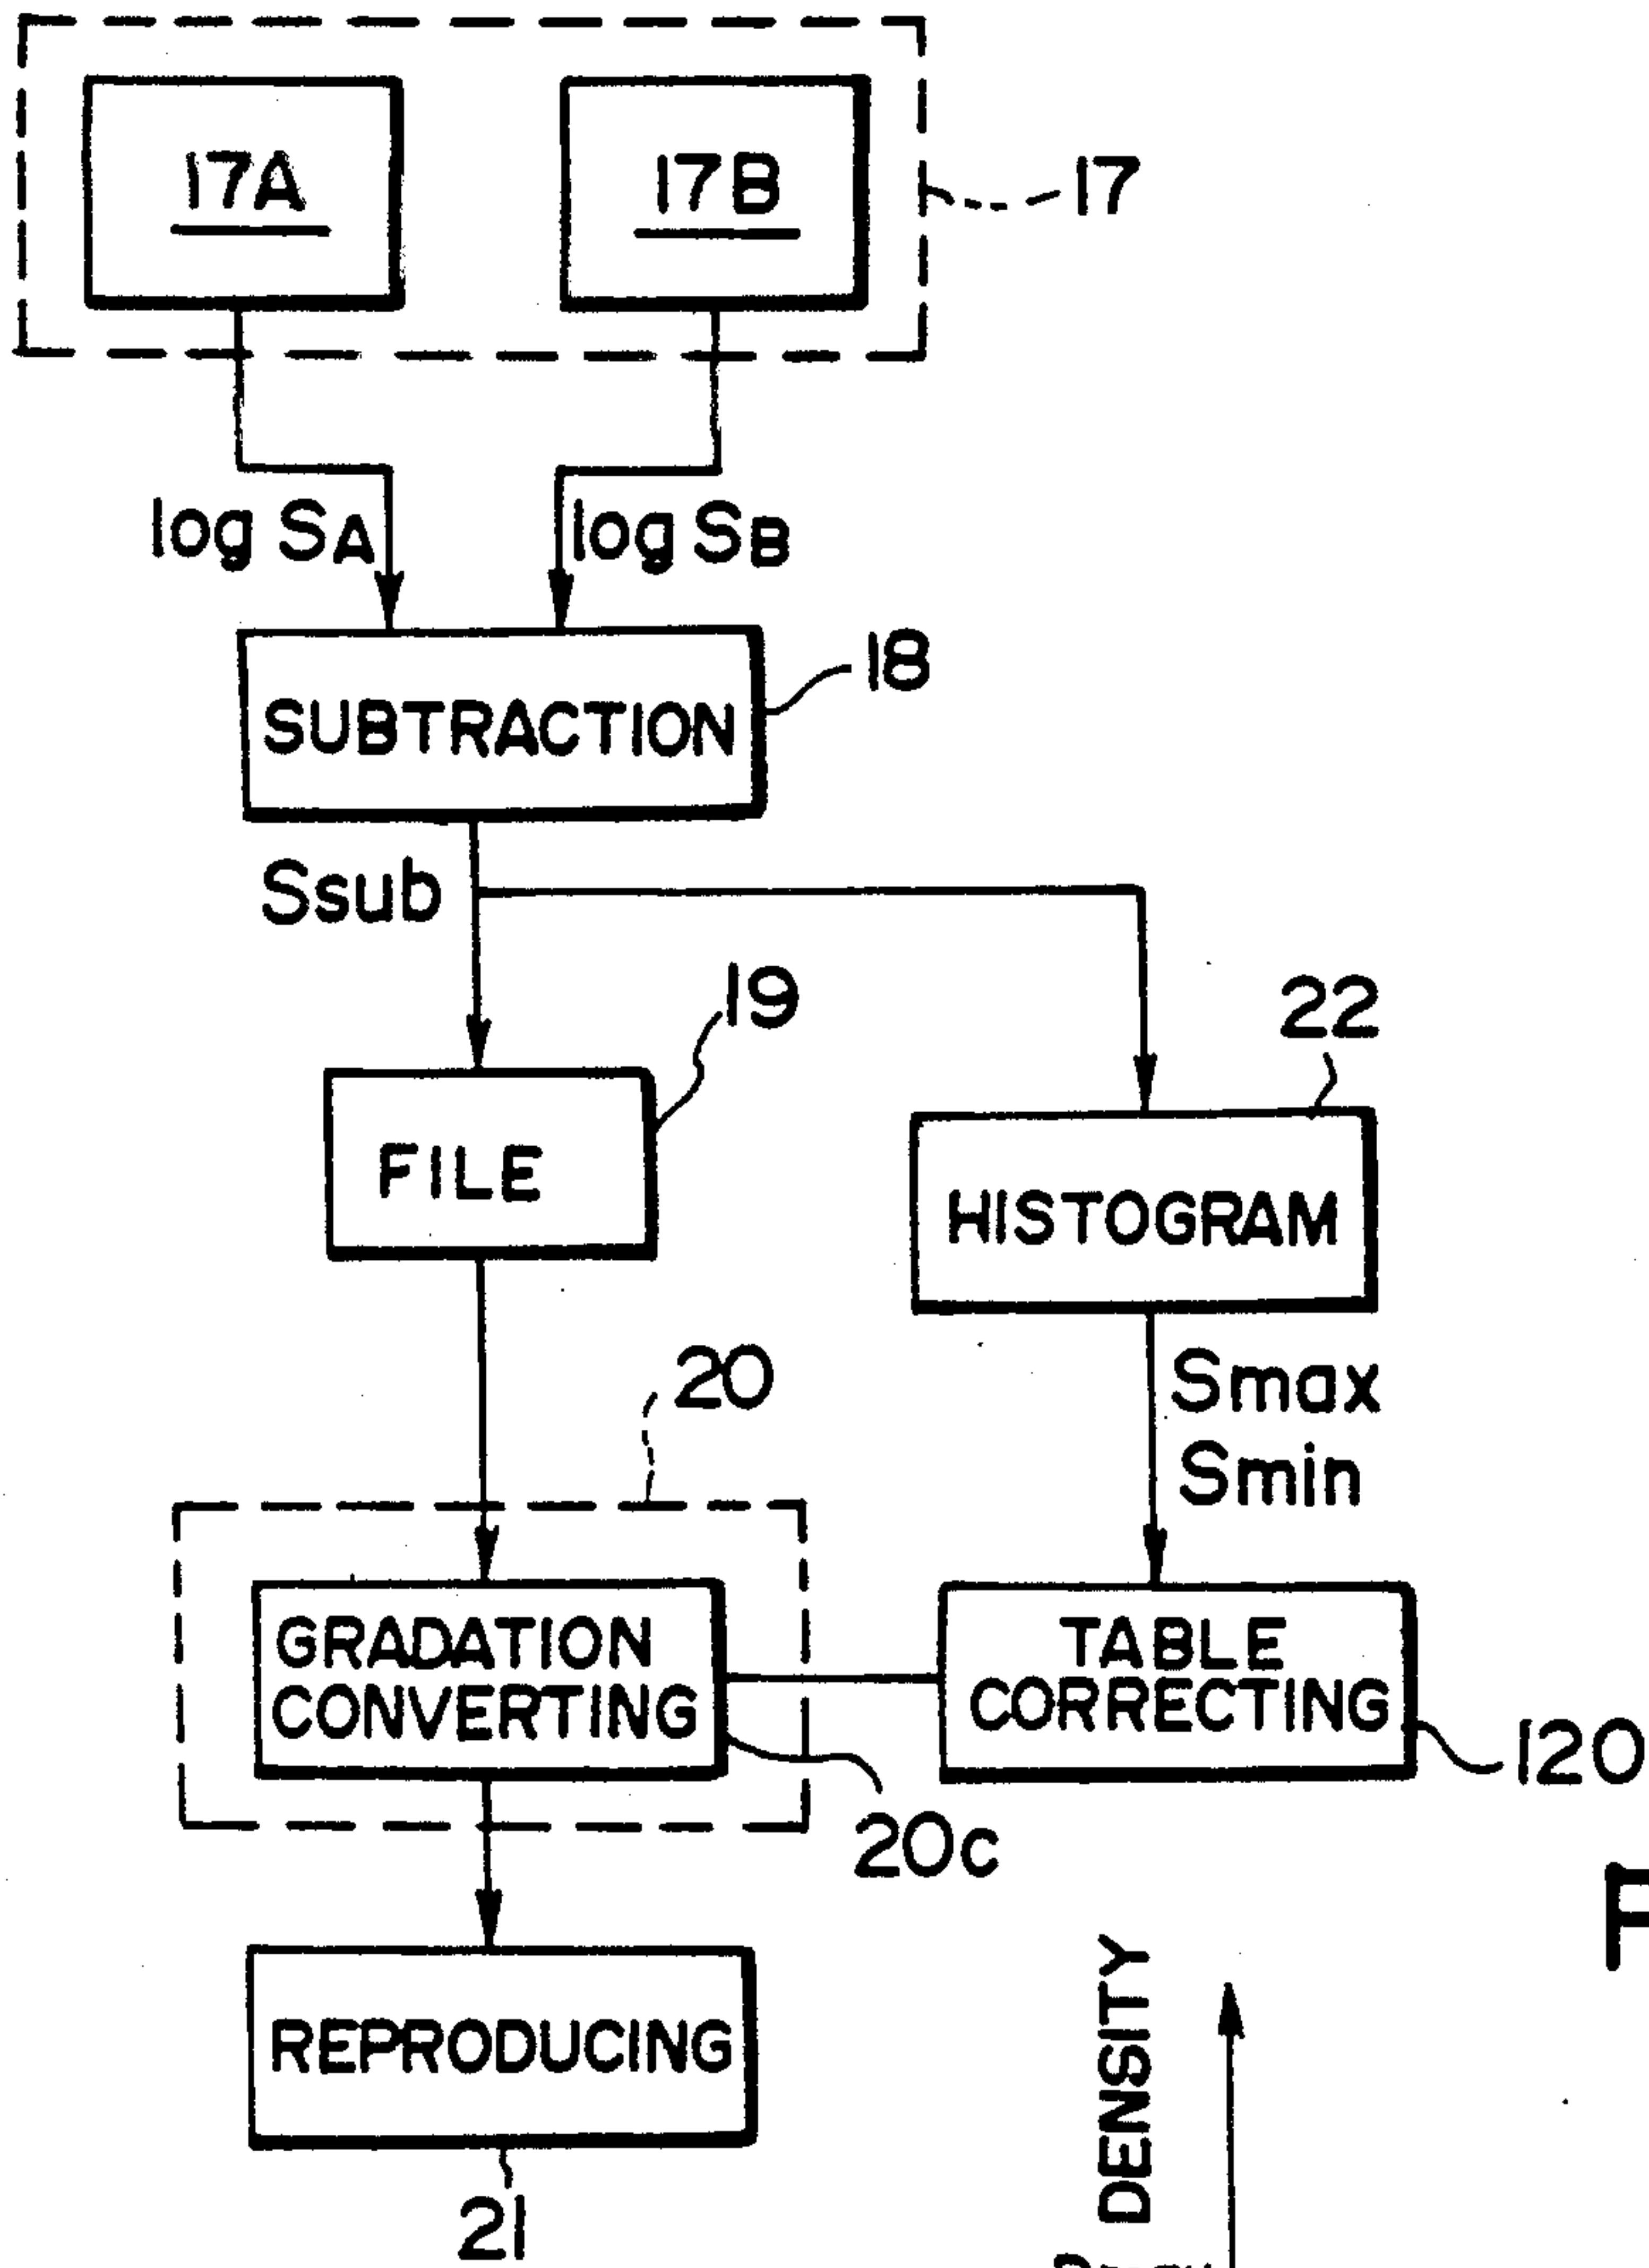 17A
17B
17
log SA
log SB
SUBTRACTION
18
Ssub
19
22
FILE
HISTOGRAM
20
Smax
Smin
GRADATION
CONVERTING
TABLE
CORRECTING
120
20c
REPRODUCING
21
DENSITY